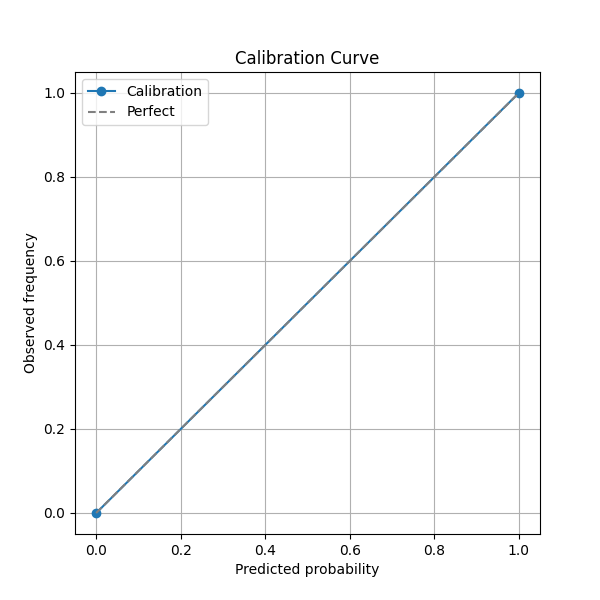 Calibration Curve
Calibration
Perfect
Observed frequency
1.0
0.8
0.6
0.4
0.2
0.0
0.0 0.2 0.4 0.6 0.8 1.0
Predicted probability